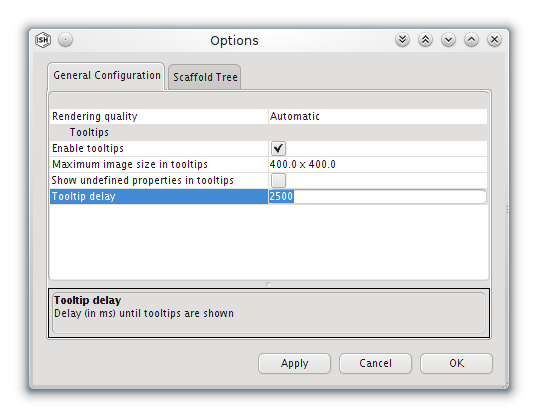 SH
Options
General Configuration
Scaffold Tree
Rendering quality Automatic
Tooltips
Enable tooltips
Maximum image size in tooltips 400.0 x 400.0
Show undefined properties in tooltips
Tooltip delay 2500
Tooltip delay
Delay (in ms) until tooltips are shown
Apply Cancel OK